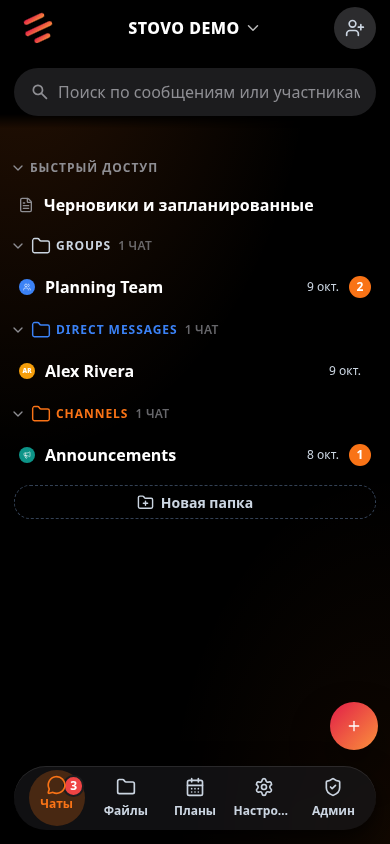 STOVO DEMO
Поиск по сообщениям или участникам
БЫСТРЫЙ ДОСТУП
Черновики и запланированные
GROUPS 1 ЧАТ
Planning Team 9 окт. 2
DIRECT MESSAGES 1 ЧАТ
AR Alex Rivera 9 окт.
CHANNELS 1 ЧАТ
Announcements 8 окт. 1
Новая папка
3
Чаты Файлы Планы Настро... Админ